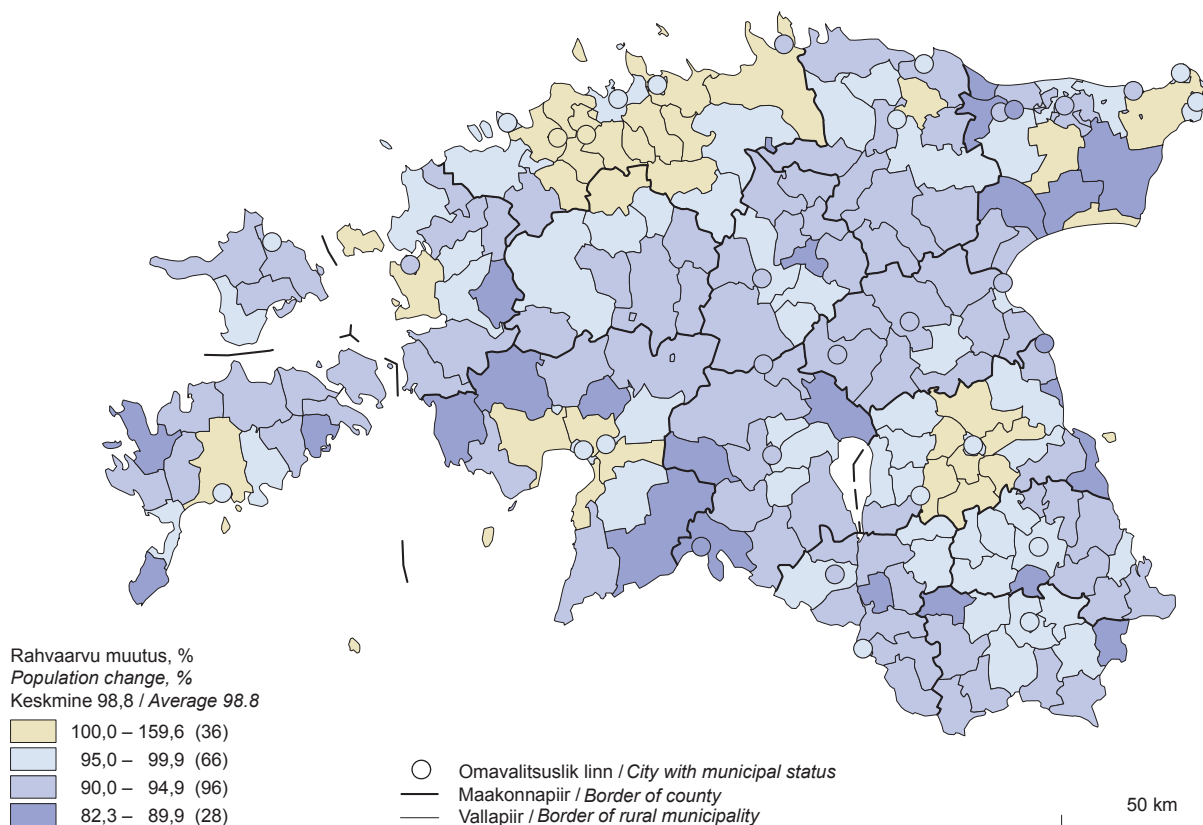 Rahvaarvu muutus, %
Population change, %
Keskmine 98,8 / Average 98.8
100,0 – 159,6 (36)
95,0 – 99,9 (66)
90,0 – 94,9 (96)
82,3 – 89,9 (28)
Omavalitsuslik linn / City with municipal status
Maakonnapiir / Border of county
Vallapiir / Border of rural municipality
50 km